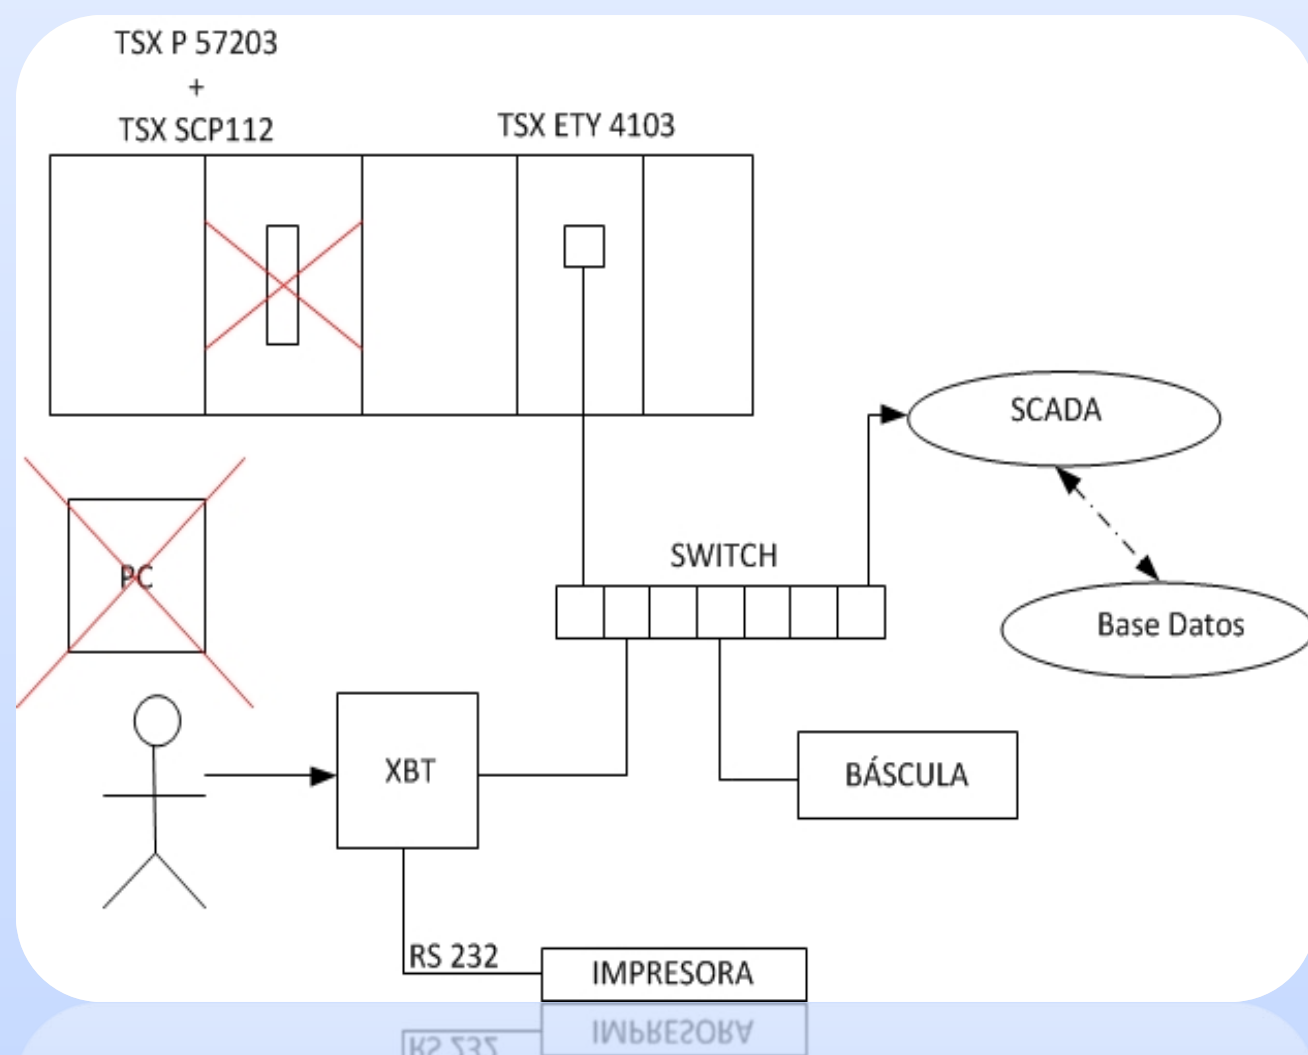 TSX P 57203
+
TSX SCP112
TSX ETY 4103
SCADA
PC
SWITCH
Base Datos
XBT
BÁSCULA
RS 232
IMPRESORA